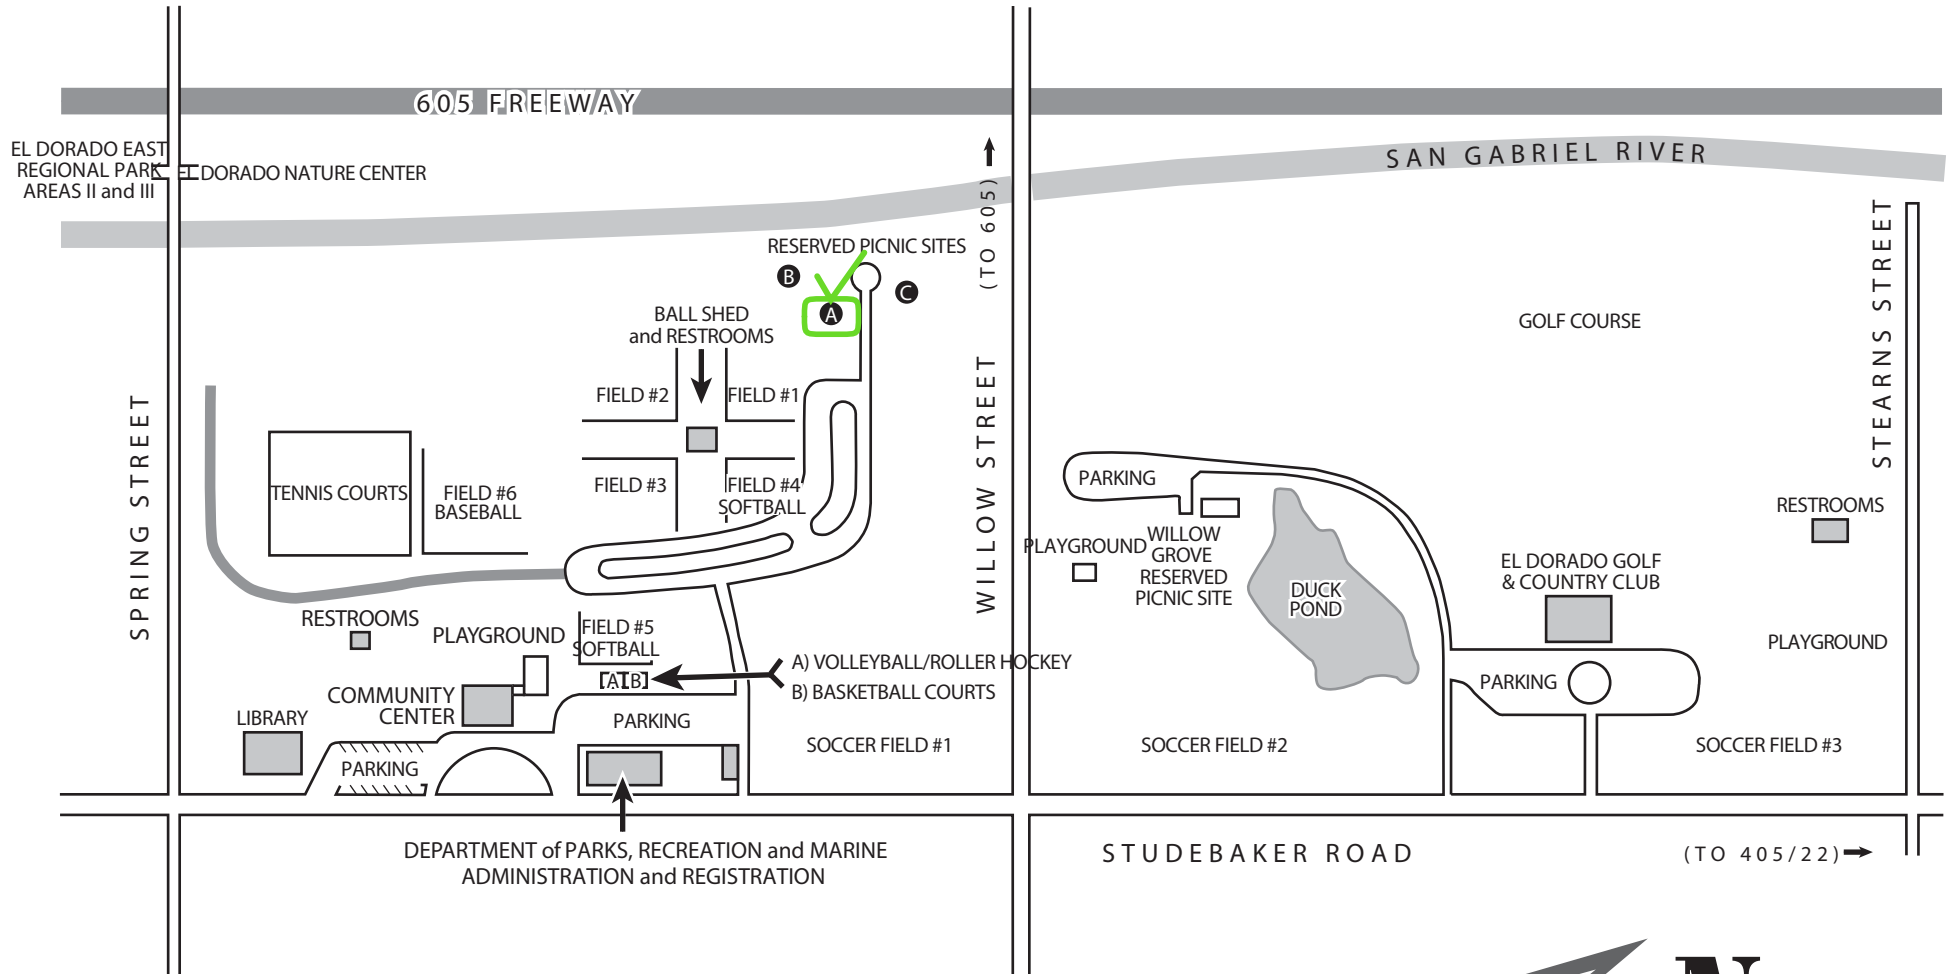 605 FREEWAY
EL DORADO EAST
REGIONAL PARK
AREAS II and III
EL DORADO NATURE CENTER
SAN GABRIEL RIVER
(TO 605)
RESERVED PICNIC SITES
B
A
C
BALL SHED
and RESTROOMS
FIELD #2
FIELD #1
FIELD #3
FIELD #4
SOFTBALL
TENNIS COURTS
FIELD #6
BASEBALL
SPRING STREET
WILLOW STREET
STEARNS STREET
GOLF COURSE
PARKING
PLAYGROUND
WILLOW
GROVE
RESERVED
PICNIC SITE
DUCK
POND
EL DORADO GOLF
& COUNTRY CLUB
RESTROOMS
PLAYGROUND
PARKING
RESTROOMS
PLAYGROUND
FIELD #5
SOFTBALL
A B
A) VOLLEYBALL/ROLLER HOCKEY
B) BASKETBALL COURTS
COMMUNITY
CENTER
LIBRARY
PARKING
PARKING
SOCCER FIELD #1
SOCCER FIELD #2
SOCCER FIELD #3
DEPARTMENT of PARKS, RECREATION and MARINE
ADMINISTRATION and REGISTRATION
STUDEBAKER ROAD
(TO 405/22)
N